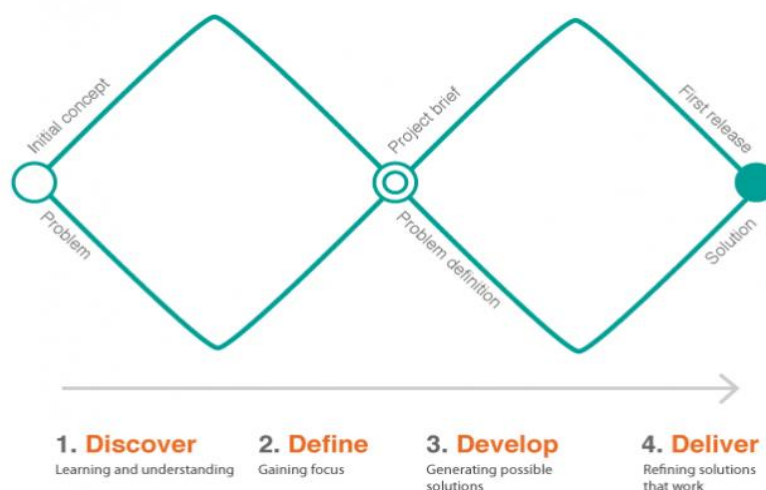 Initial concept
Problem
Project brief
Problem definition
First release
Solution
1. Discover
Learning and understanding
2. Define
Gaining focus
3. Develop
Generating possible
solutions
4. Deliver
Refining solutions
that work